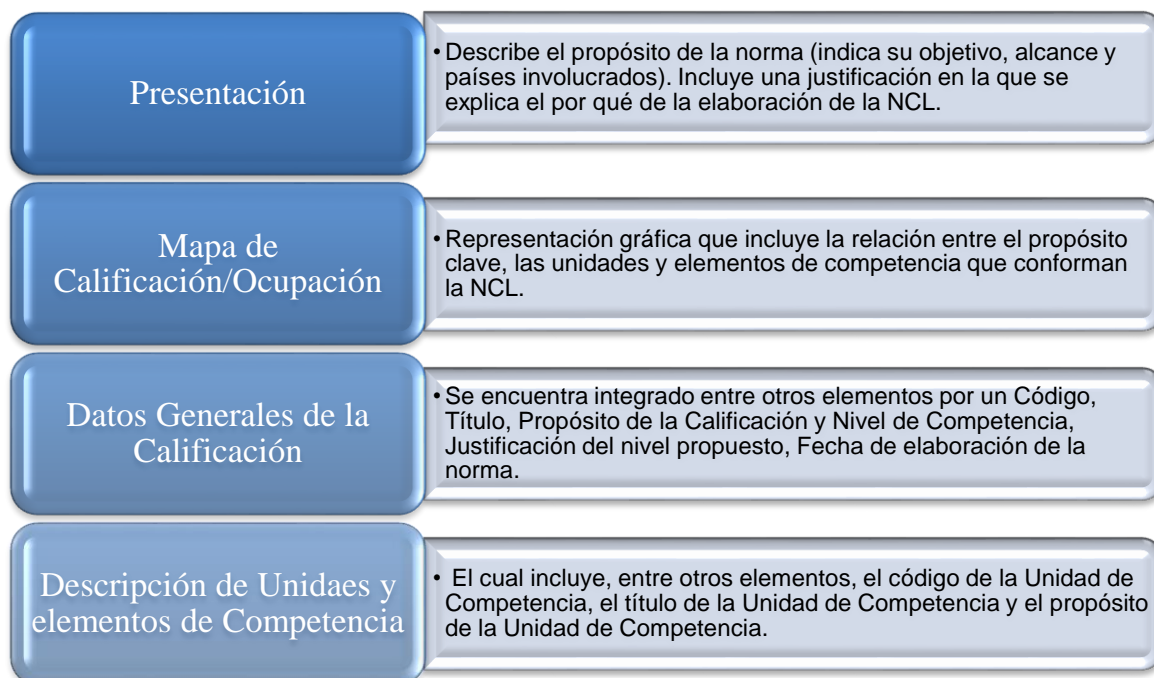 Presentación
• Describe el propósito de la norma (indica su objetivo, alcance y
países involucrados). Incluye una justificación en la que se
explica el por qué de la elaboración de la NCL.
Mapa de
Calificación/Ocupación
• Representación gráfica que incluye la relación entre el propósito
clave, las unidades y elementos de competencia que conforman
la NCL.
Datos Generales de la
Calificación
• Se encuentra integrado entre otros elementos por un Código,
Título, Propósito de la Calificación y Nivel de Competencia,
Justificación del nivel propuesto, Fecha de elaboración de la
norma.
Descripción de Unidaes y
elementos de Competencia
• El cual incluye, entre otros elementos, el código de la Unidad de
Competencia, el título de la Unidad de Competencia y el propósito
de la Unidad de Competencia.